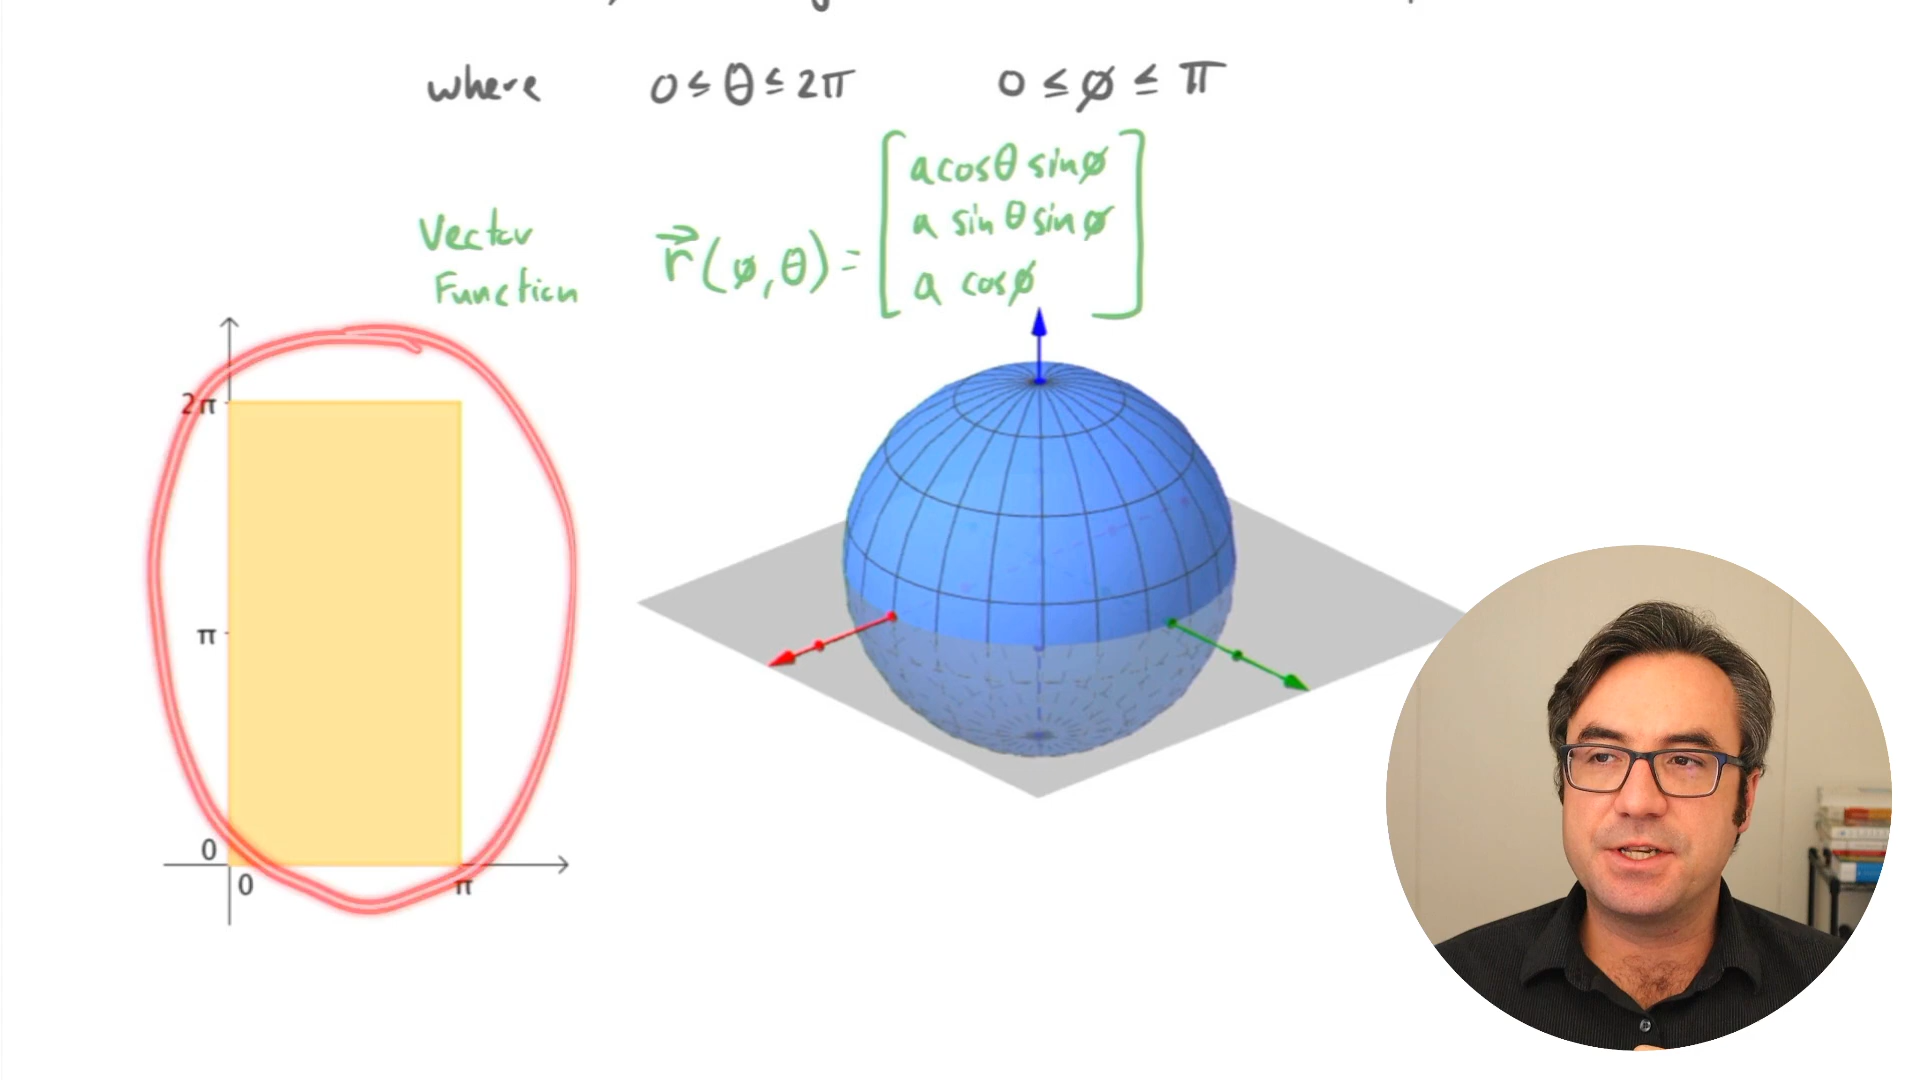 where 0 ≤ θ ≤ 2π 0 ≤ ø ≤ π
Vector
Function
r⃗(ø,θ) =
a cosθ sinø
a sinθ sinø
a cosø
2π
π
0
0
π